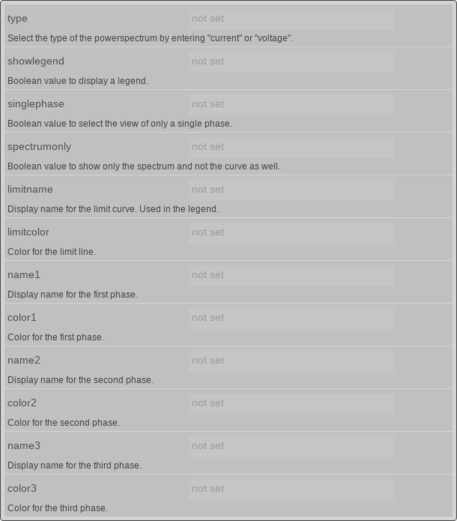 type not set
Select the type of the powerspectrum by entering "current" or "voltage".
showlegend not set
Boolean value to display a legend.
singlephase not set
Boolean value to select the view of only a single phase.
spectrumonly not set
Boolean value to show only the spectrum and not the curve as well.
limitname not set
Display name for the limit curve. Used in the legend.
limitcolor not set
Color for the limit line.
name1 not set
Display name for the first phase.
color1 not set
Color for the first phase.
name2 not set
Display name for the second phase.
color2 not set
Color for the second phase.
name3 not set
Display name for the third phase.
color3 not set
Color for the third phase.